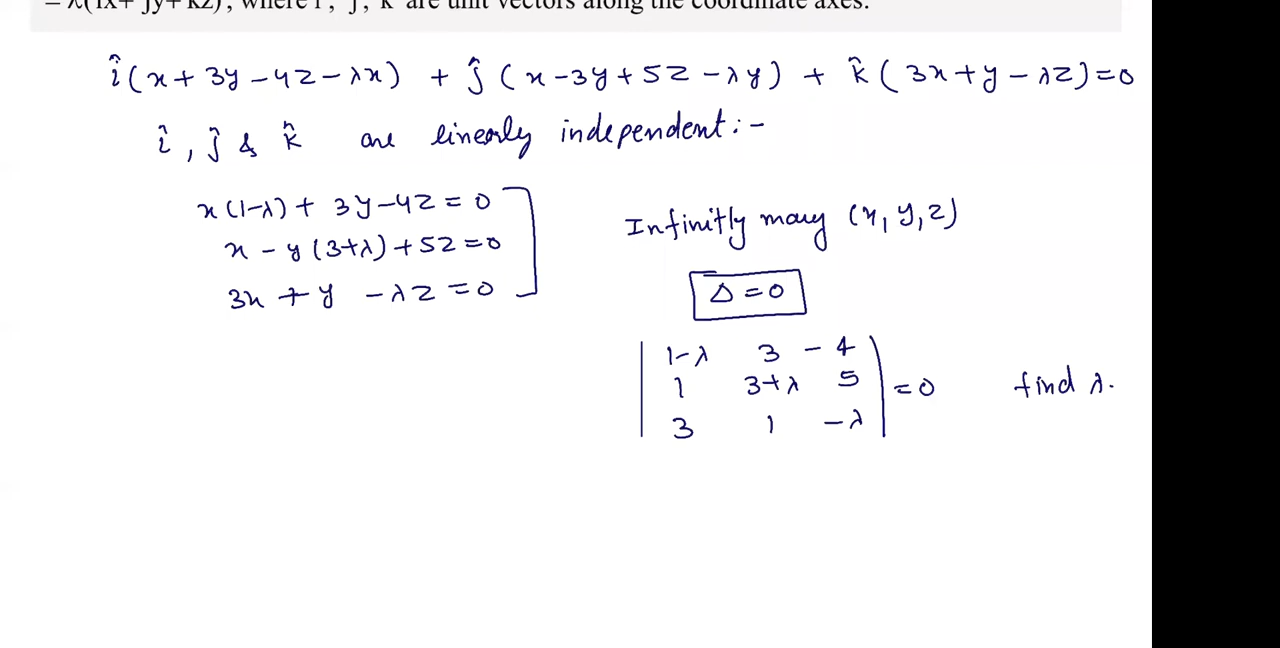 = λ(îx+ ĵy+ k̂z), where î, ĵ, k̂ are unit vectors along the coordinate axes.
î(x + 3y - 4z - λx) + ĵ(x - 3y + 5z - λy) + k̂(3x + y - λz) = 0
î, ĵ & k̂ are linearly independent :-
x(1-λ) + 3y - 4z = 0
x - y(3+λ) + 5z = 0
3x + y - λz = 0
Infinitly many (x, y, z)
Δ = 0
| 1-λ 3 -4 |
| 1 3+λ 5 | = 0 find λ.
| 3 1 -λ |